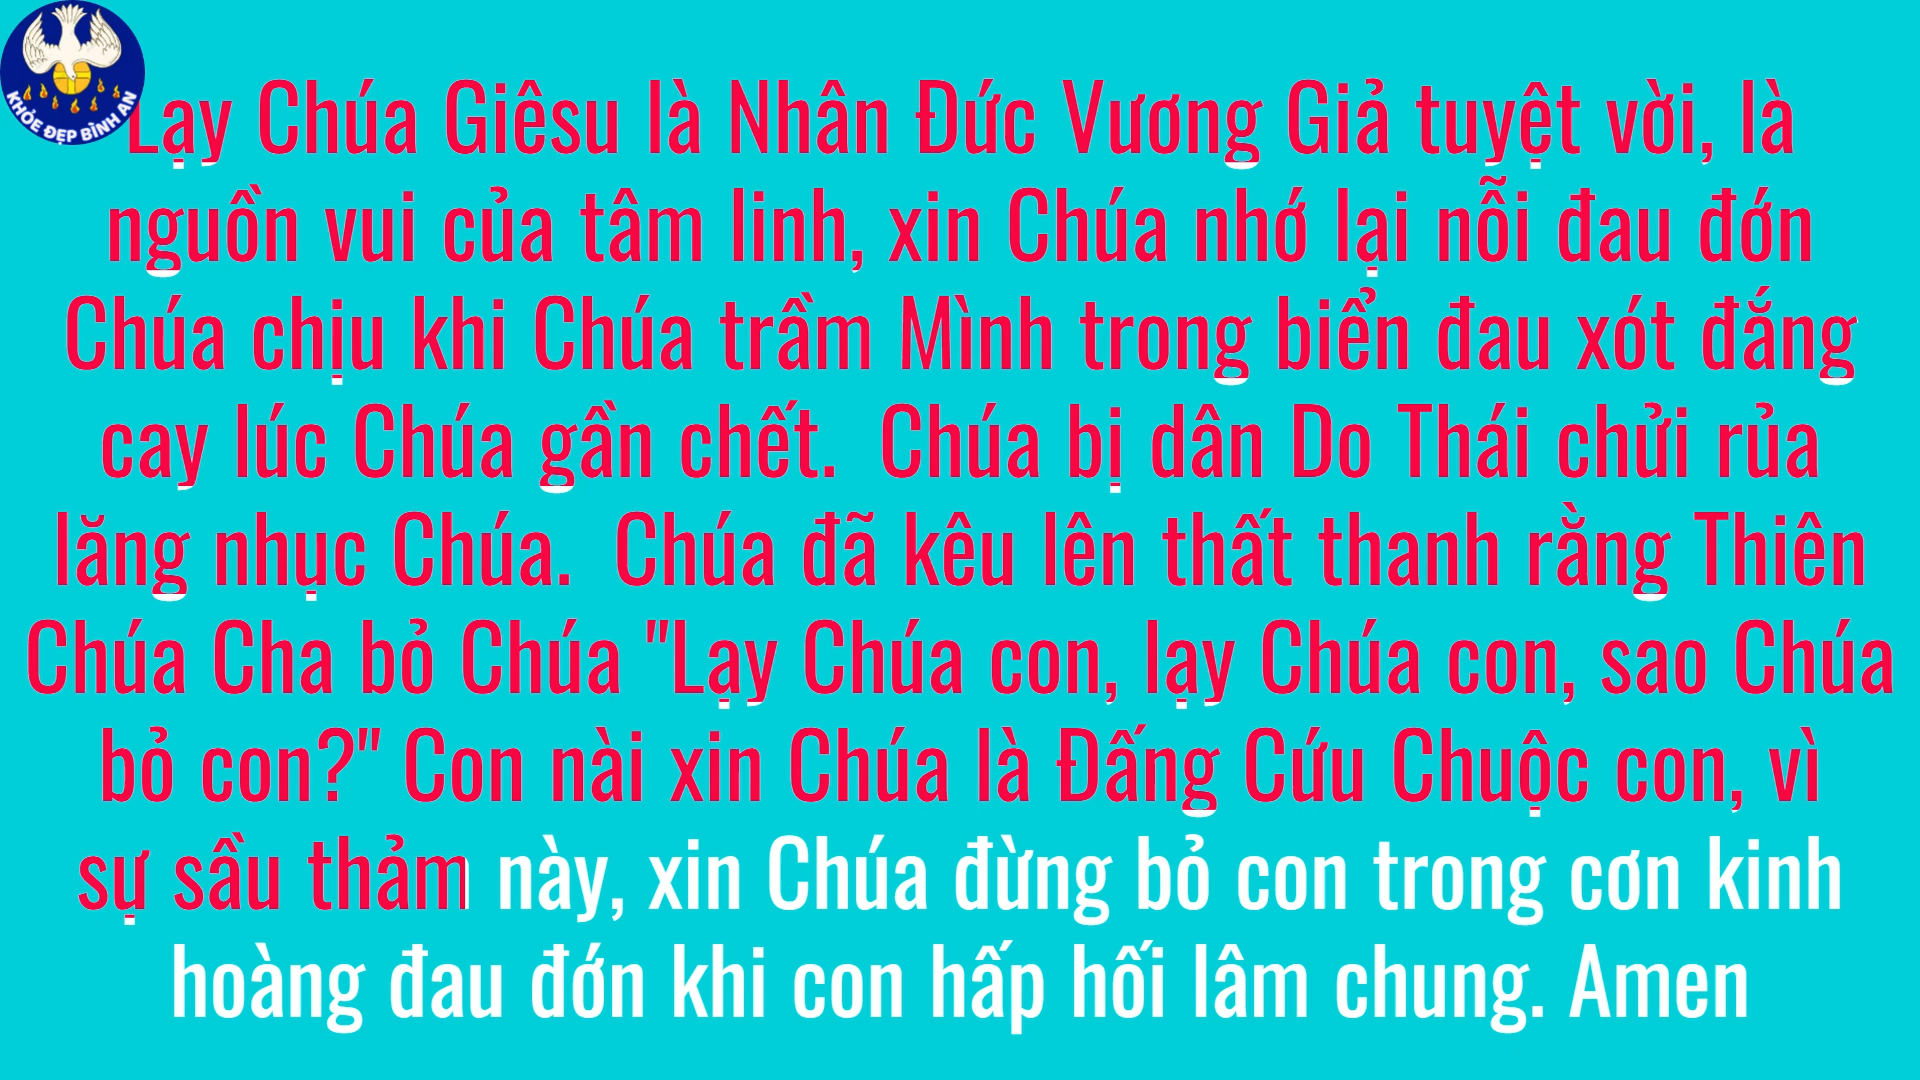 KHỎE ĐẸP BÌNH AN
Lạy Chúa Giêsu là Nhân Đức Vương Giả tuyệt vời, là
nguồn vui của tâm linh, xin Chúa nhớ lại nỗi đau đớn
Chúa chịu khi Chúa trầm Mình trong biển đau xót đắng
cay lúc Chúa gần chết.  Chúa bị dân Do Thái chửi rủa
lăng nhục Chúa.  Chúa đã kêu lên thất thanh rằng Thiên
Chúa Cha bỏ Chúa "Lạy Chúa con, lạy Chúa con, sao Chúa
bỏ con?" Con nài xin Chúa là Đấng Cứu Chuộc con, vì
sự sầu thảm này, xin Chúa đừng bỏ con trong cơn kinh
hoàng đau đớn khi con hấp hối lâm chung. Amen